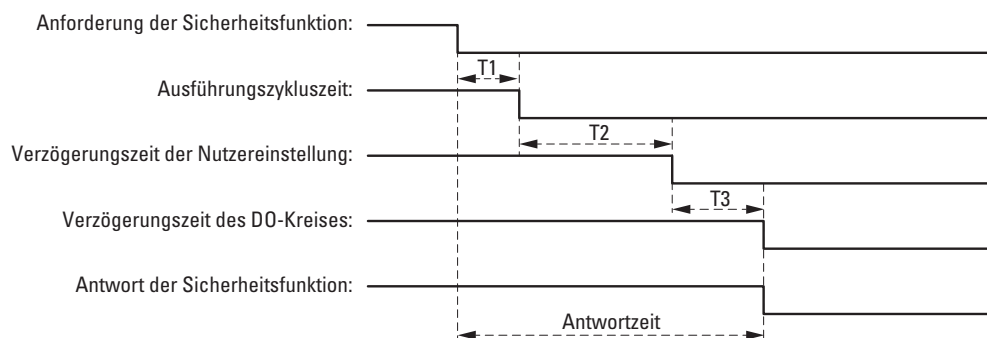 Anforderung der Sicherheitsfunktion:
T1
Ausführungszykluszeit:
T2
Verzögerungszeit der Nutzereinstellung:
T3
Verzögerungszeit des DO-Kreises:
Antwort der Sicherheitsfunktion:
Antwortzeit